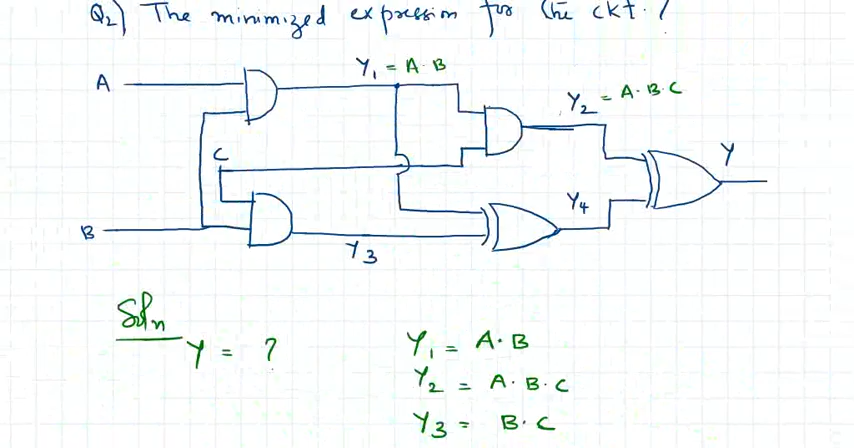 Q2) The minimized expression for the ckt. ?
Y1 = A·B
A
Y2 = A·B·C
C
Y
Y4
B
Y3
Soln
Y = ?
Y1 = A·B
Y2 = A·B·C
Y3 = B·C